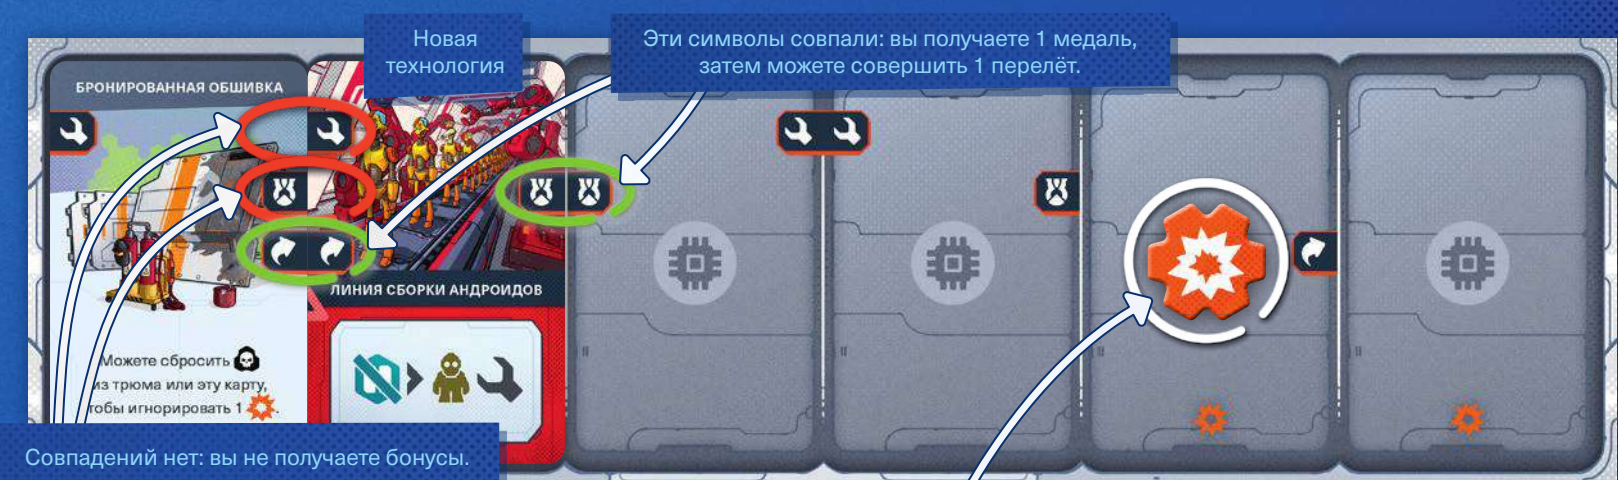 Новая
технология
Эти символы совпали: вы получаете 1 медаль,
затем можете совершить 1 перелёт.
БРОНИРОВАННАЯ ОБШИВКА
ЛИНИЯ СБОРКИ АНДРОИДОВ
Можете сбросить
из трюма или эту карту,
чтобы игнорировать 1 .
Совпадений нет: вы не получаете бонусы.